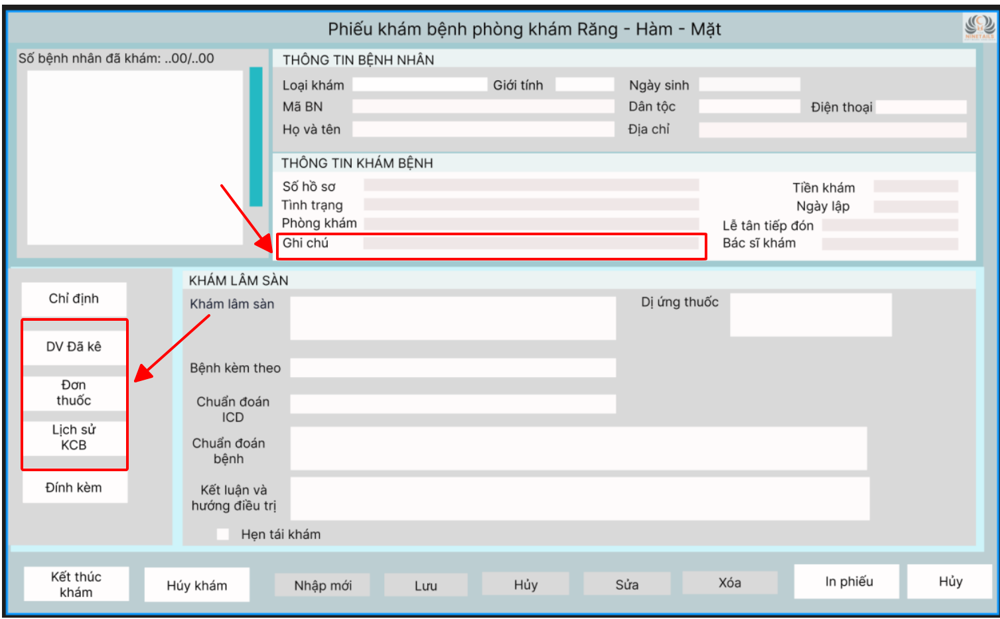 Phiếu khám bệnh phòng khám Răng - Hàm - Mặt
NINETAILS
Số bệnh nhân đã khám: ..00/..00
THÔNG TIN BỆNH NHÂN
Loại khám
Giới tính
Ngày sinh
Mã BN
Dân tộc
Điện thoại
Họ và tên
Địa chỉ
THÔNG TIN KHÁM BỆNH
Số hồ sơ
Tiền khám
Tình trạng
Ngày lập
Phòng khám
Lễ tân tiếp đón
Ghi chú
Bác sĩ khám
Chỉ định
DV Đã kê
Đơn
thuốc
Lịch sử
KCB
Đính kèm
KHÁM LÂM SÀN
Khám lâm sàn
Dị ứng thuốc
Bệnh kèm theo
Chuẩn đoán
ICD
Chuẩn đoán
bệnh
Kết luận và
hướng điều trị
Hẹn tái khám
Kết thúc
khám
Húy khám
Nhập mới
Lưu
Hủy
Sửa
Xóa
In phiếu
Hủy